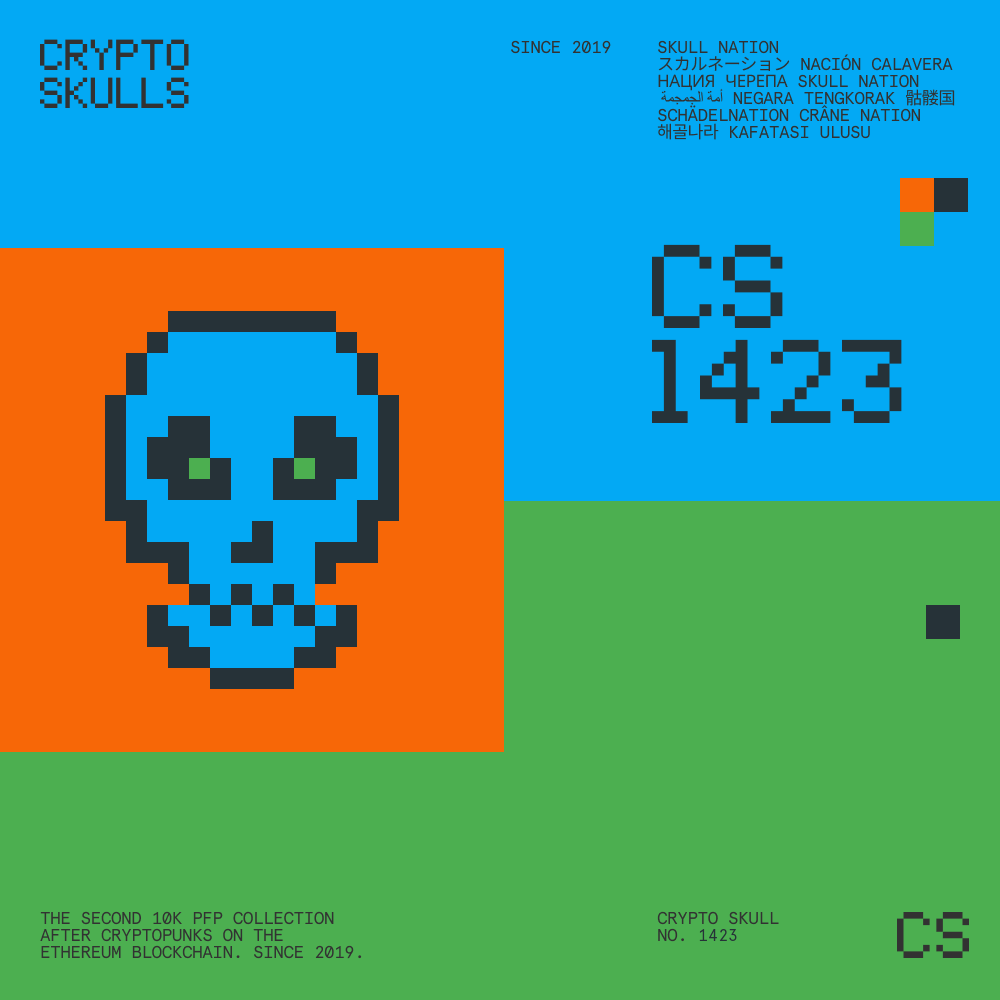 CRYPTO
SKULLS
SINCE 2019
SKULL NATION
スカルネーション NACIÓN CALAVERA
НАЦИЯ ЧЕРЕПА SKULL NATION
أمة الجمجمة NEGARA TENGKORAK 骷髅国
SCHÄDELNATION CRÂNE NATION
해골나라 KAFATASI ULUSU
CS
1423
THE SECOND 10K PFP COLLECTION
AFTER CRYPTOPUNKS ON THE
ETHEREUM BLOCKCHAIN. SINCE 2019.
CRYPTO SKULL
NO. 1423
CS